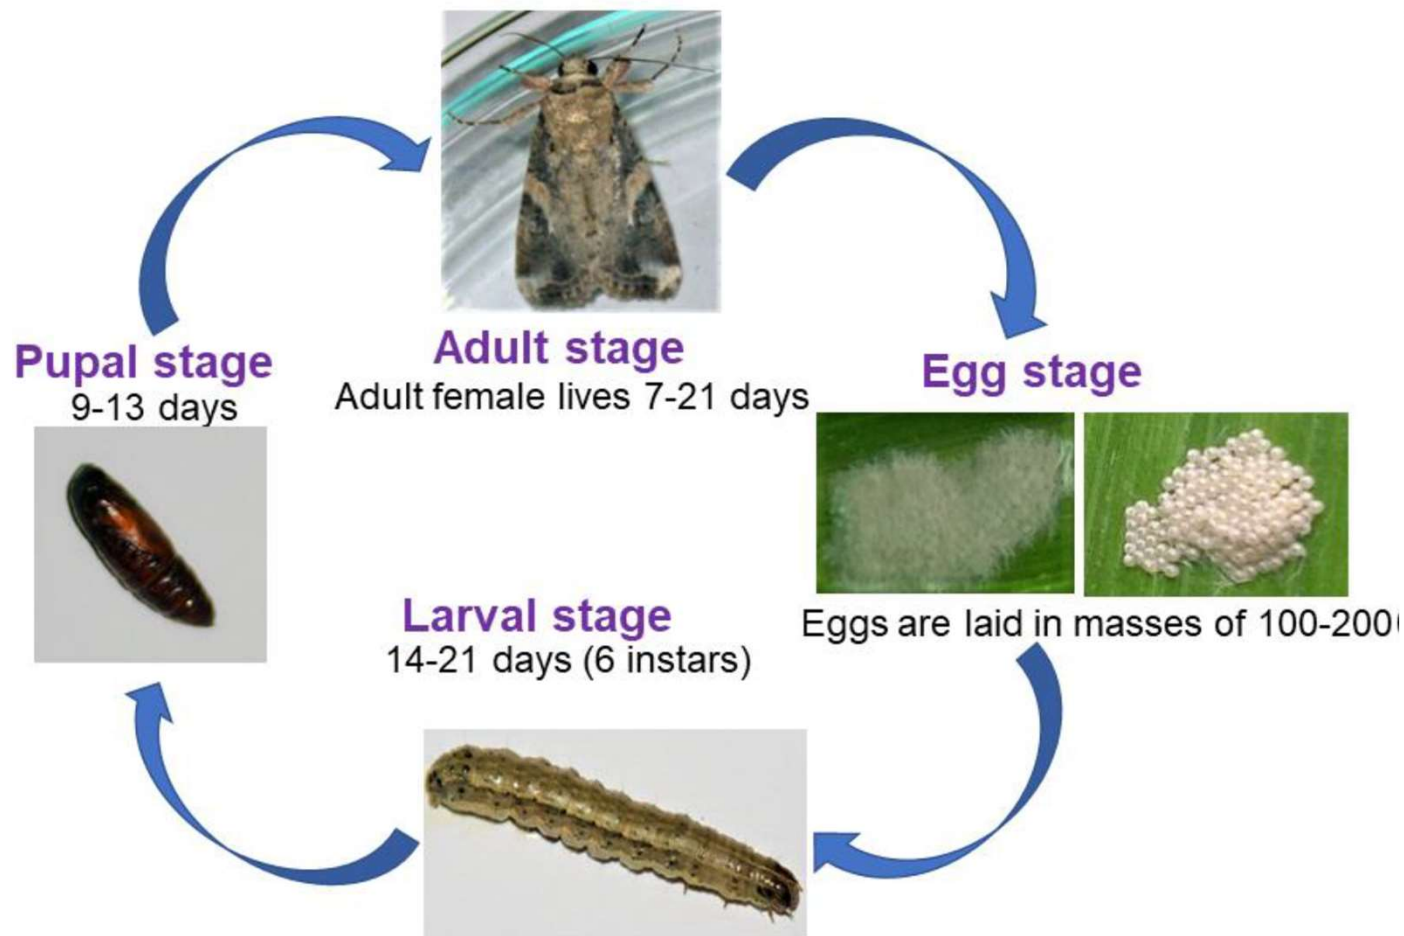 Adult stage
Adult female lives 7-21 days
Egg stage
Eggs are laid in masses of 100-200
Larval stage
14-21 days (6 instars)
Pupal stage
9-13 days